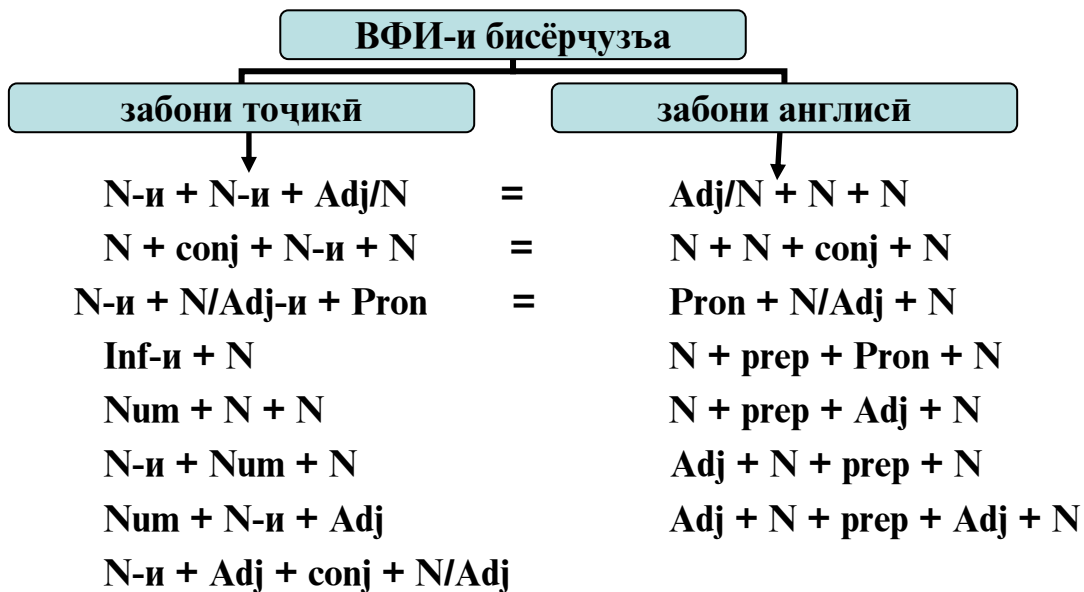 ВФИ-и бисёрҷузъа
забони тоҷикӣ забони англисӣ
N-и + N-и + Adj/N = Adj/N + N + N
N + conj + N-и + N = N + N + conj + N
N-и + N/Adj-и + Pron = Pron + N/Adj + N
Inf-и + N N + prep + Pron + N
Num + N + N N + prep + Adj + N
N-и + Num + N Adj + N + prep + N
Num + N-и + Adj Adj + N + prep + Adj + N
N-и + Adj + conj + N/Adj